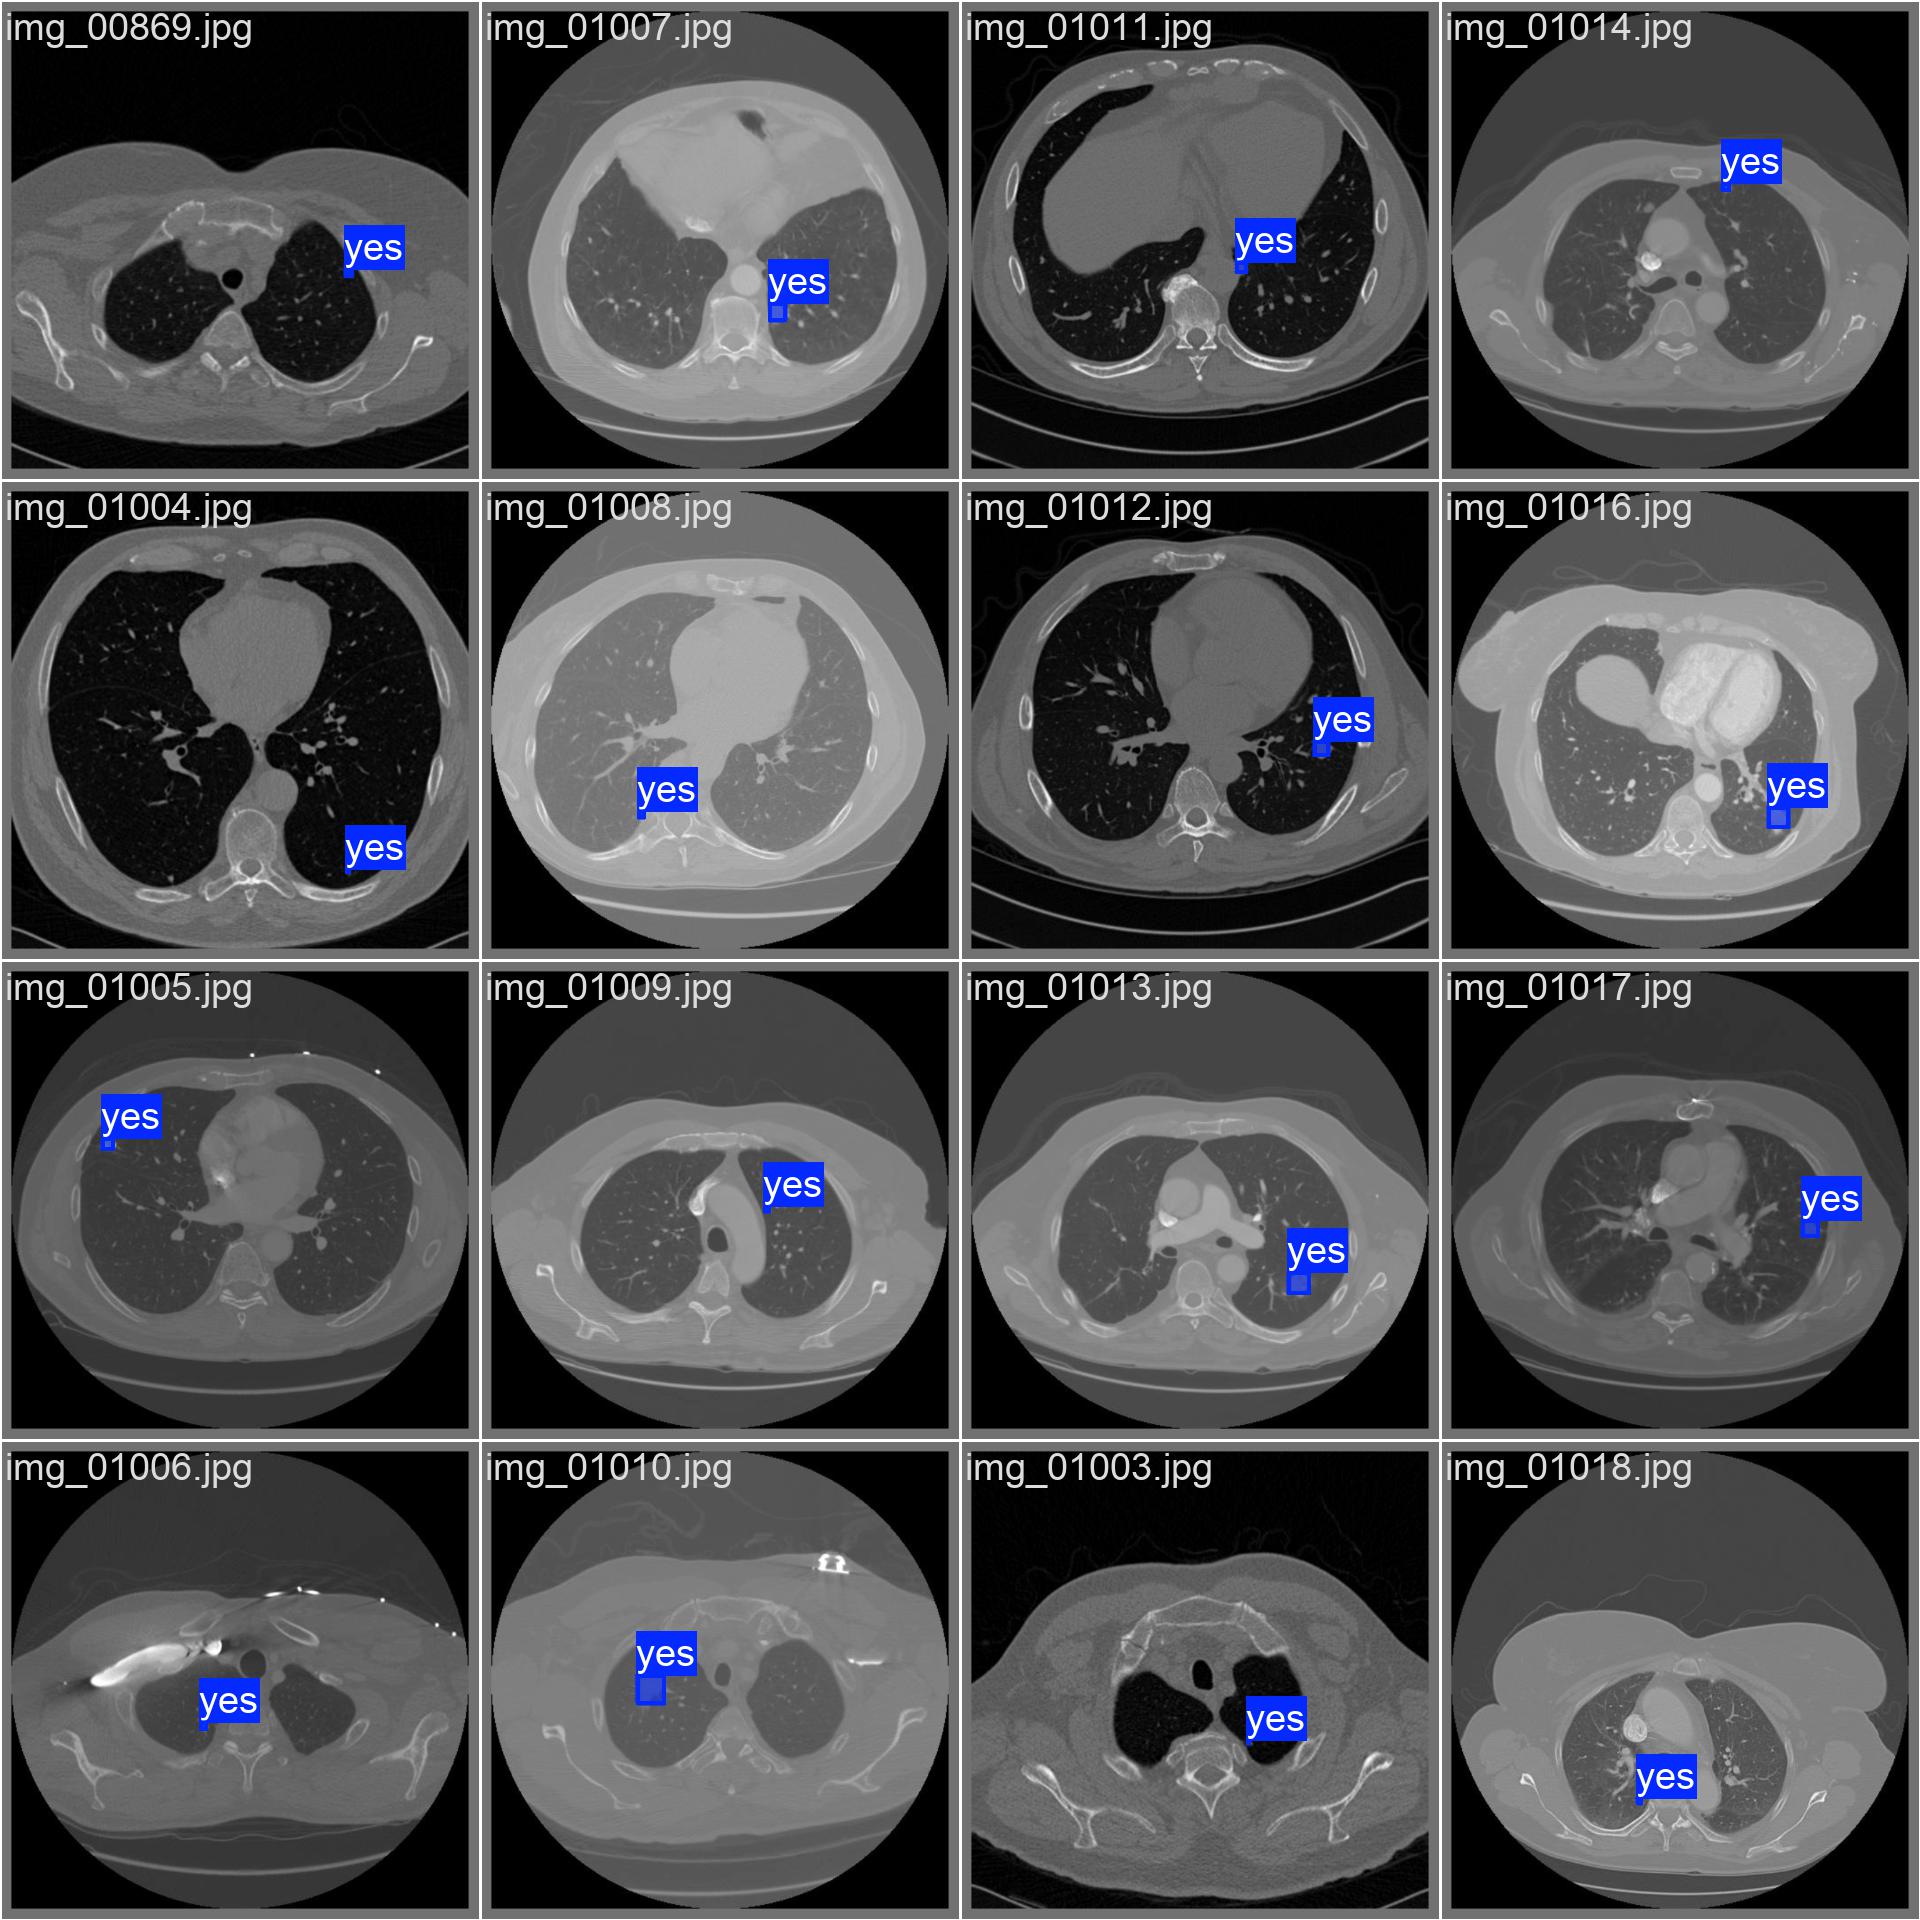 img_00869.jpg
yes
img_01007.jpg
yes
img_01011.jpg
yes
img_01014.jpg
yes
img_01004.jpg
yes
img_01008.jpg
yes
img_01012.jpg
yes
img_01016.jpg
yes
img_01005.jpg
yes
img_01009.jpg
yes
img_01013.jpg
yes
img_01017.jpg
yes
img_01006.jpg
yes
img_01010.jpg
yes
img_01003.jpg
yes
img_01018.jpg
yes